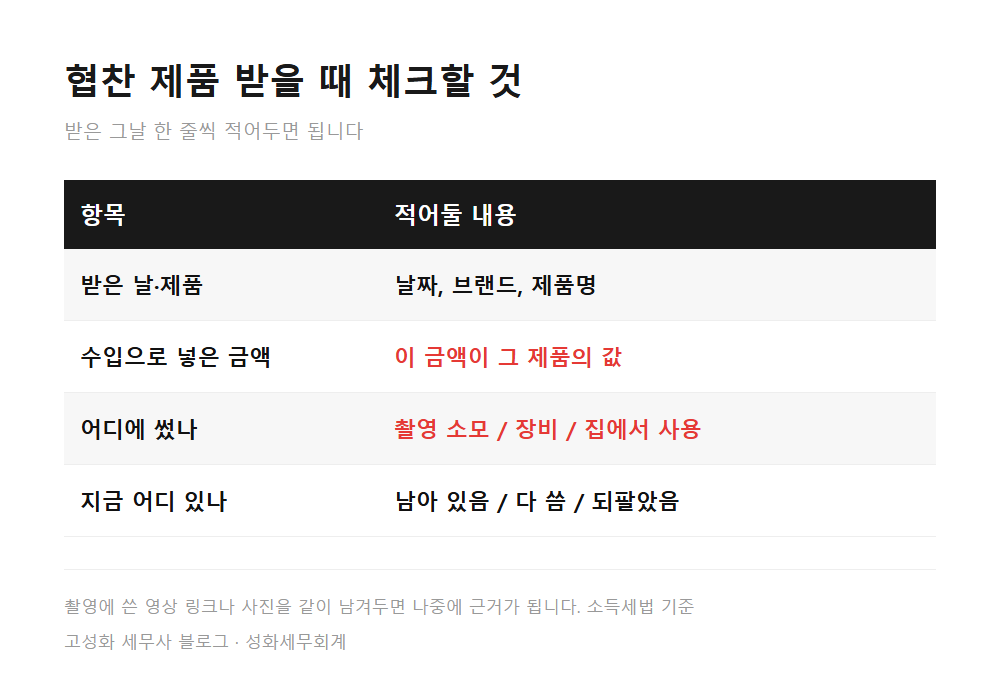 협찬 제품 받을 때 체크할 것
받은 그날 한 줄씩 적어두면 됩니다
항목 적어둘 내용
받은 날·제품 날짜, 브랜드, 제품명
수입으로 넣은 금액 이 금액이 그 제품의 값
어디에 썼나 촬영 소모 / 장비 / 집에서 사용
지금 어디 있나 남아 있음 / 다 씀 / 되팔았음
촬영에 쓴 영상 링크나 사진을 같이 남겨두면 나중에 근거가 됩니다. 소득세법 기준
고성화 세무사 블로그 · 성화세무회계